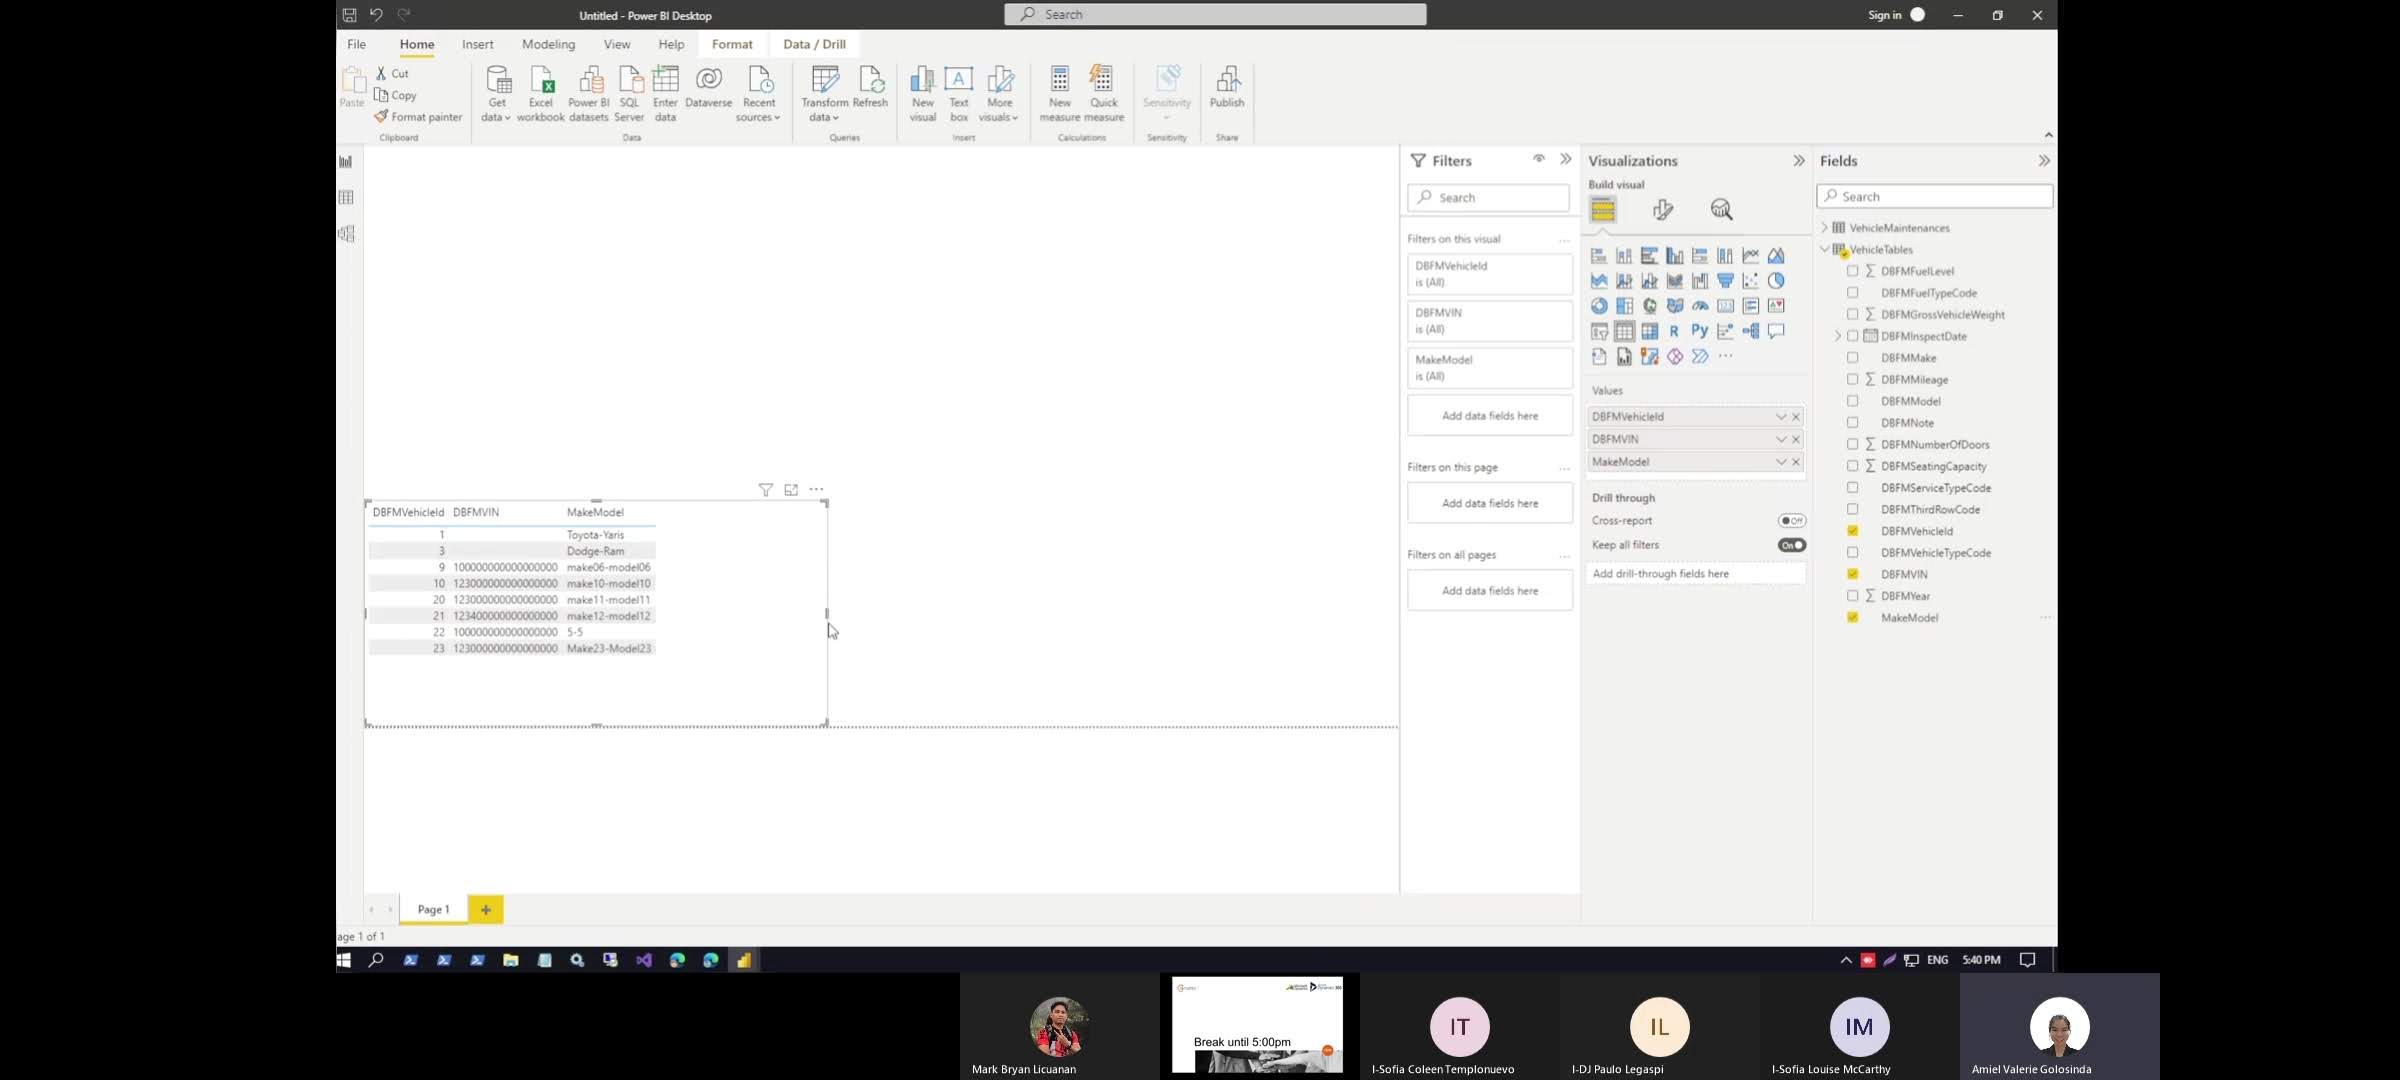 Untitled - Power BI Desktop
Search
Sign in
File Home Insert Modeling View Help Format Data / Drill
Paste
Cut
Copy
Format painter
Clipboard
Get data
Excel workbook
Power BI datasets
SQL Server
Enter data
Dataverse
Recent sources
Data
Transform data
Refresh
Queries
New visual
Text box
More visuals
Insert
New measure
Quick measure
Calculations
Sensitivity
Sensitivity
Publish
Share
DBFMVehicleId DBFMVIN MakeModel
1 Toyota-Yaris
3 Dodge-Ram
9 100000000000000000 make06-model06
10 123000000000000000 make10-model10
20 123000000000000000 make11-model11
21 123400000000000000 make12-model12
22 100000000000000000 5-5
23 123000000000000000 Make23-Model23
Filters
Search
Filters on this visual
DBFMVehicleId
is (All)
DBFMVIN
is (All)
MakeModel
is (All)
Add data fields here
Filters on this page
Add data fields here
Filters on all pages
Add data fields here
Visualizations
Build visual
R
Py
123
Values
DBFMVehicleId
DBFMVIN
MakeModel
Drill through
Cross-report
Off
Keep all filters
On
Add drill-through fields here
Fields
Search
VehicleMaintenances
VehicleTables
DBFMFuelLevel
DBFMFuelTypeCode
DBFMGrossVehicleWeight
DBFMInspectDate
DBFMMake
DBFMMileage
DBFMModel
DBFMNote
DBFMNumberOfDoors
DBFMSeatingCapacity
DBFMServiceTypeCode
DBFMThirdRowCode
DBFMVehicleId
DBFMVehicleTypeCode
DBFMVIN
DBFMYear
MakeModel
Page 1
age 1 of 1
ENG 5:40 PM
Mark Bryan Licuanan
Break until 5:00pm
IT
I-Sofia Coleen Templonuevo
IL
I-DJ Paulo Legaspi
IM
I-Sofia Louise McCarthy
Amiel Valerie Golosinda